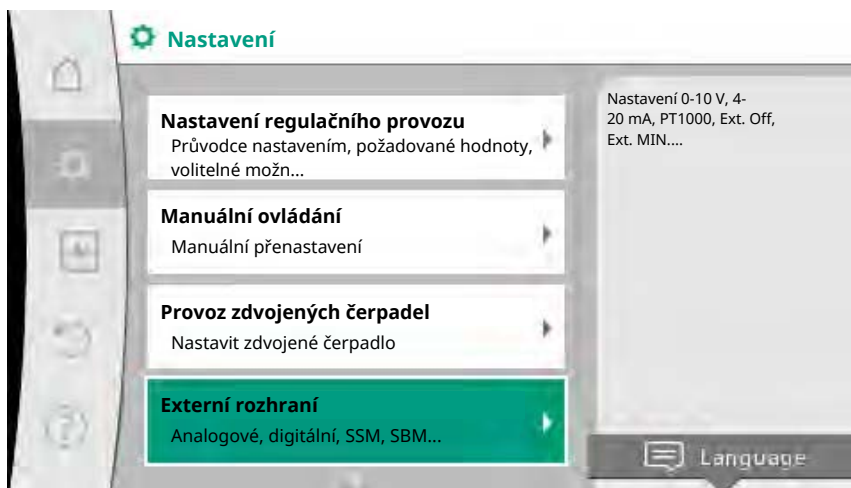 Nastavení
Nastavení regulačního provozu
Průvodce nastavením, požadované hodnoty,
volitelné možn...
Manuální ovládání
Manuální přenastavení
Provoz zdvojených čerpadel
Nastavit zdvojené čerpadlo
Externí rozhraní
Analogové, digitální, SSM, SBM...
Nastavení 0-10 V, 4-
20 mA, PT1000, Ext. Off,
Ext. MIN....
Language